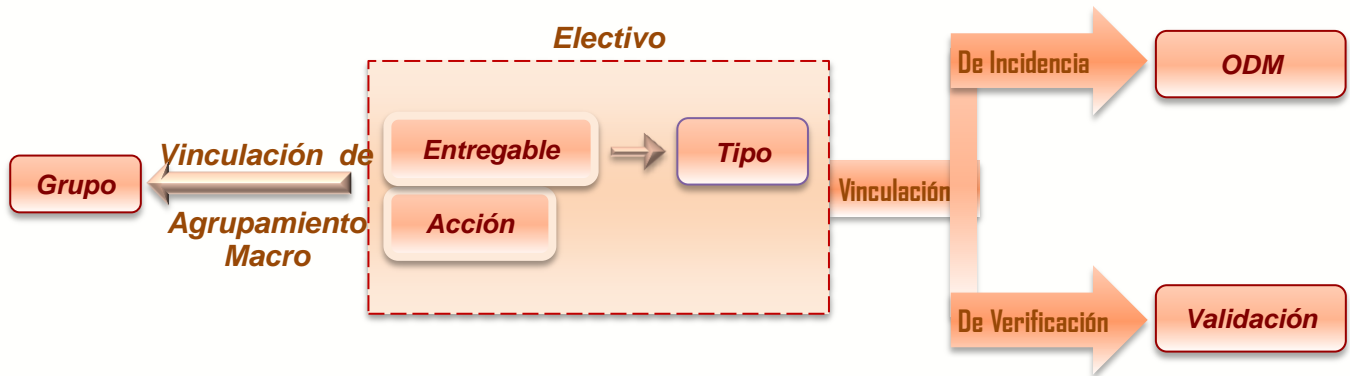 Electivo
De Incidencia
ODM
Entregable
Tipo
Vinculación de
Grupo
Vinculación
Agrupamiento
Macro
Acción
De Verificación
Validación